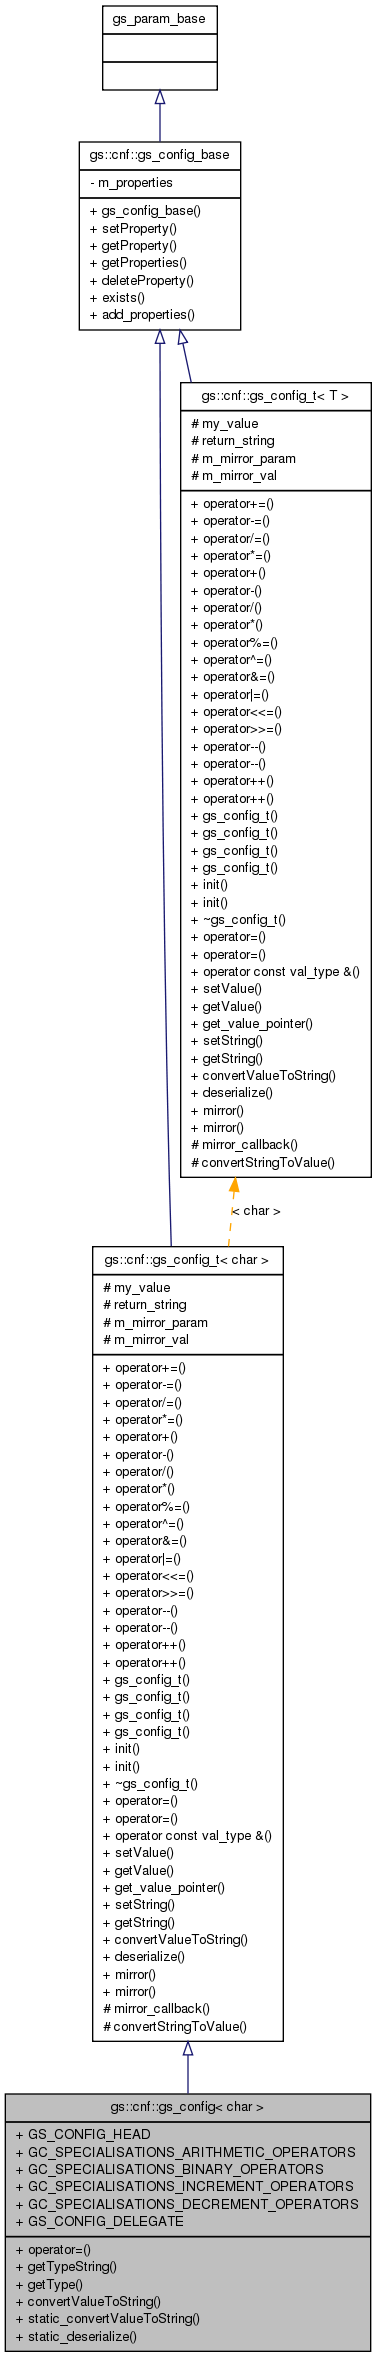 gs_param_base
gs::cnf::gs_config_base
- m_properties
+ gs_config_base()
+ setProperty()
+ getProperty()
+ getProperties()
+ deleteProperty()
+ exists()
+ add_properties()
gs::cnf::gs_config_t< T >
# my_value
# return_string
# m_mirror_param
# m_mirror_val
+ operator+=()
+ operator-=()
+ operator/=()
+ operator*=()
+ operator+()
+ operator-()
+ operator/()
+ operator*()
+ operator%=()
+ operator^=()
+ operator&=()
+ operator|=()
+ operator<<=()
+ operator>>=()
+ operator--()
+ operator--()
+ operator++()
+ operator++()
+ gs_config_t()
+ gs_config_t()
+ gs_config_t()
+ gs_config_t()
+ init()
+ init()
+ ~gs_config_t()
+ operator=()
+ operator=()
+ operator const val_type &()
+ setValue()
+ getValue()
+ get_value_pointer()
+ setString()
+ getString()
+ convertValueToString()
+ deserialize()
+ mirror()
+ mirror()
# mirror_callback()
# convertStringToValue()
< char >
gs::cnf::gs_config_t< char >
# my_value
# return_string
# m_mirror_param
# m_mirror_val
+ operator+=()
+ operator-=()
+ operator/=()
+ operator*=()
+ operator+()
+ operator-()
+ operator/()
+ operator*()
+ operator%=()
+ operator^=()
+ operator&=()
+ operator|=()
+ operator<<=()
+ operator>>=()
+ operator--()
+ operator--()
+ operator++()
+ operator++()
+ gs_config_t()
+ gs_config_t()
+ gs_config_t()
+ gs_config_t()
+ init()
+ init()
+ ~gs_config_t()
+ operator=()
+ operator=()
+ operator const val_type &()
+ setValue()
+ getValue()
+ get_value_pointer()
+ setString()
+ getString()
+ convertValueToString()
+ deserialize()
+ mirror()
+ mirror()
# mirror_callback()
# convertStringToValue()
gs::cnf::gs_config< char >
+ GS_CONFIG_HEAD
+ GC_SPECIALISATIONS_ARITHMETIC_OPERATORS
+ GC_SPECIALISATIONS_BINARY_OPERATORS
+ GC_SPECIALISATIONS_INCREMENT_OPERATORS
+ GC_SPECIALISATIONS_DECREMENT_OPERATORS
+ GS_CONFIG_DELEGATE
+ operator=()
+ getTypeString()
+ getType()
+ convertValueToString()
+ static_convertValueToString()
+ static_deserialize()